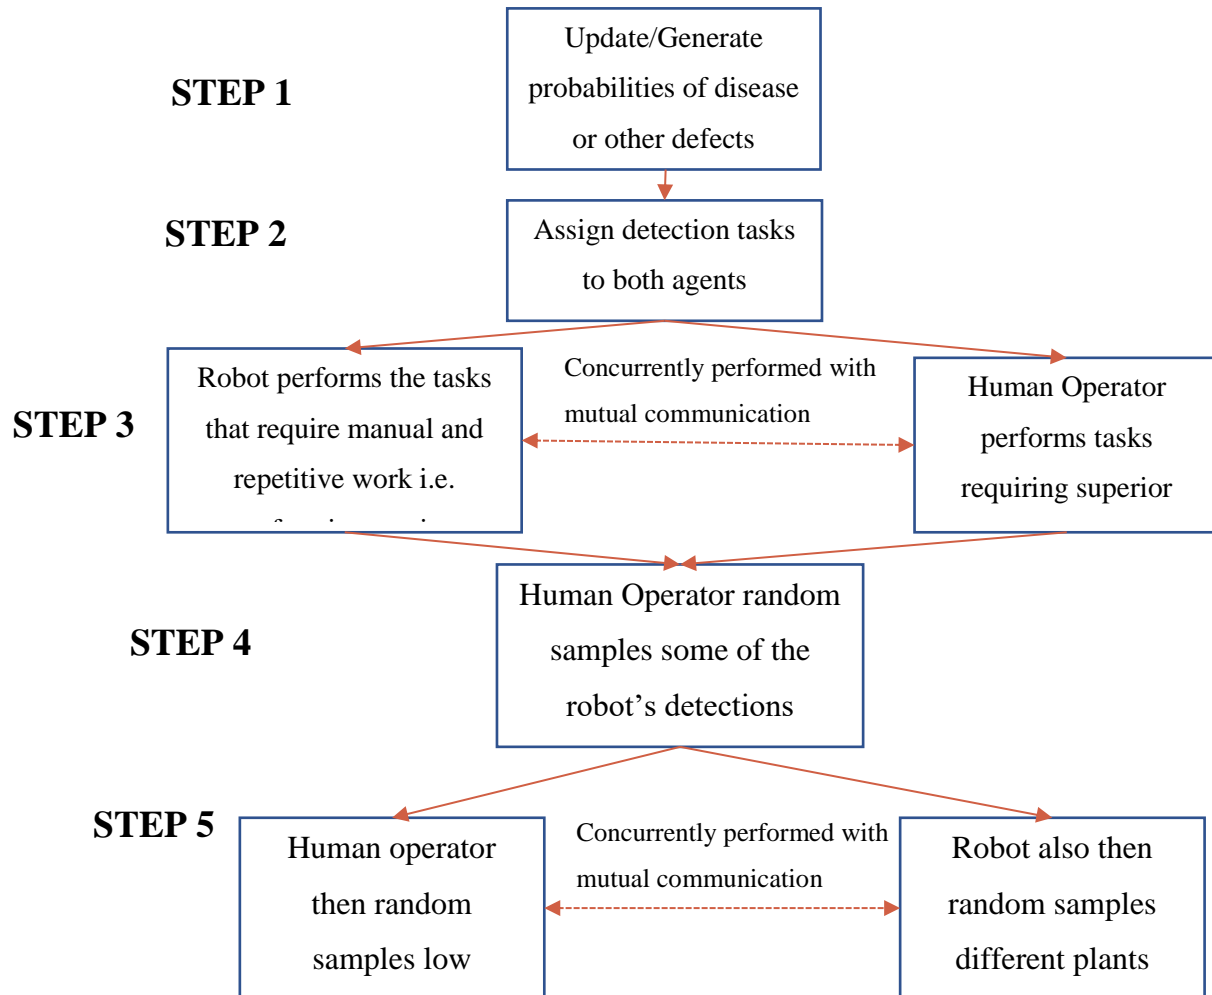 Update/Generate
probabilities of disease
or other defects
STEP 1
STEP 2
Assign detection tasks
to both agents
Robot performs the tasks
that require manual and
repetitive work i.e.
Concurrently performed with
mutual communication
Human Operator
performs tasks
requiring superior
STEP 3
Human Operator random
samples some of the
robot’s detections
STEP 4
STEP 5
Human operator
then random
samples low
Concurrently performed with
mutual communication
Robot also then
random samples
different plants